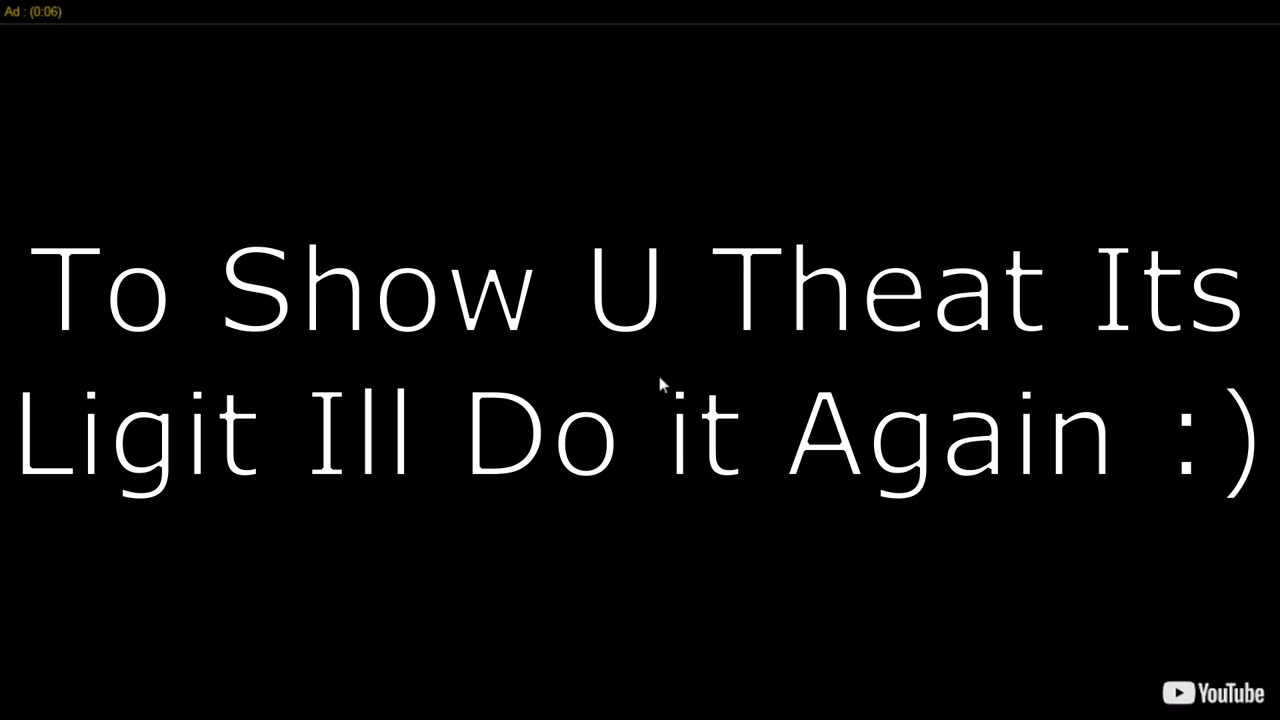 Ad : (0:06)
To Show U Theat Its
Ligit Ill Do it Again :)
YouTube